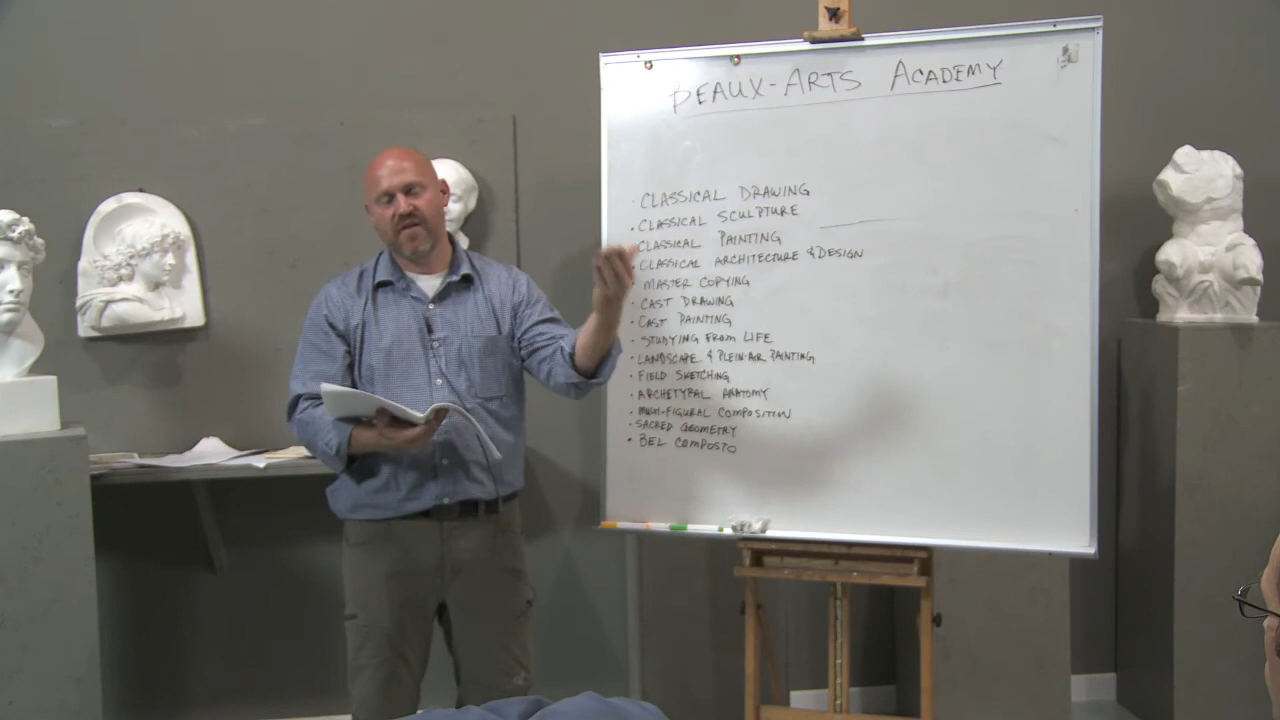 BEAUX-ARTS ACADEMY
· CLASSICAL DRAWING
· CLASSICAL SCULPTURE
· CLASSICAL PAINTING
· CLASSICAL ARCHITECTURE & DESIGN
· MASTER COPYING
· CAST DRAWING
· CAST PAINTING
· STUDYING FROM LIFE
· LANDSCAPE & PLEIN-AIR PAINTING
· FIELD SKETCHING
· ARCHETYPAL ANATOMY
· MULTI-FIGURAL COMPOSITION
· SACRED GEOMETRY
· BEL COMPOSTO